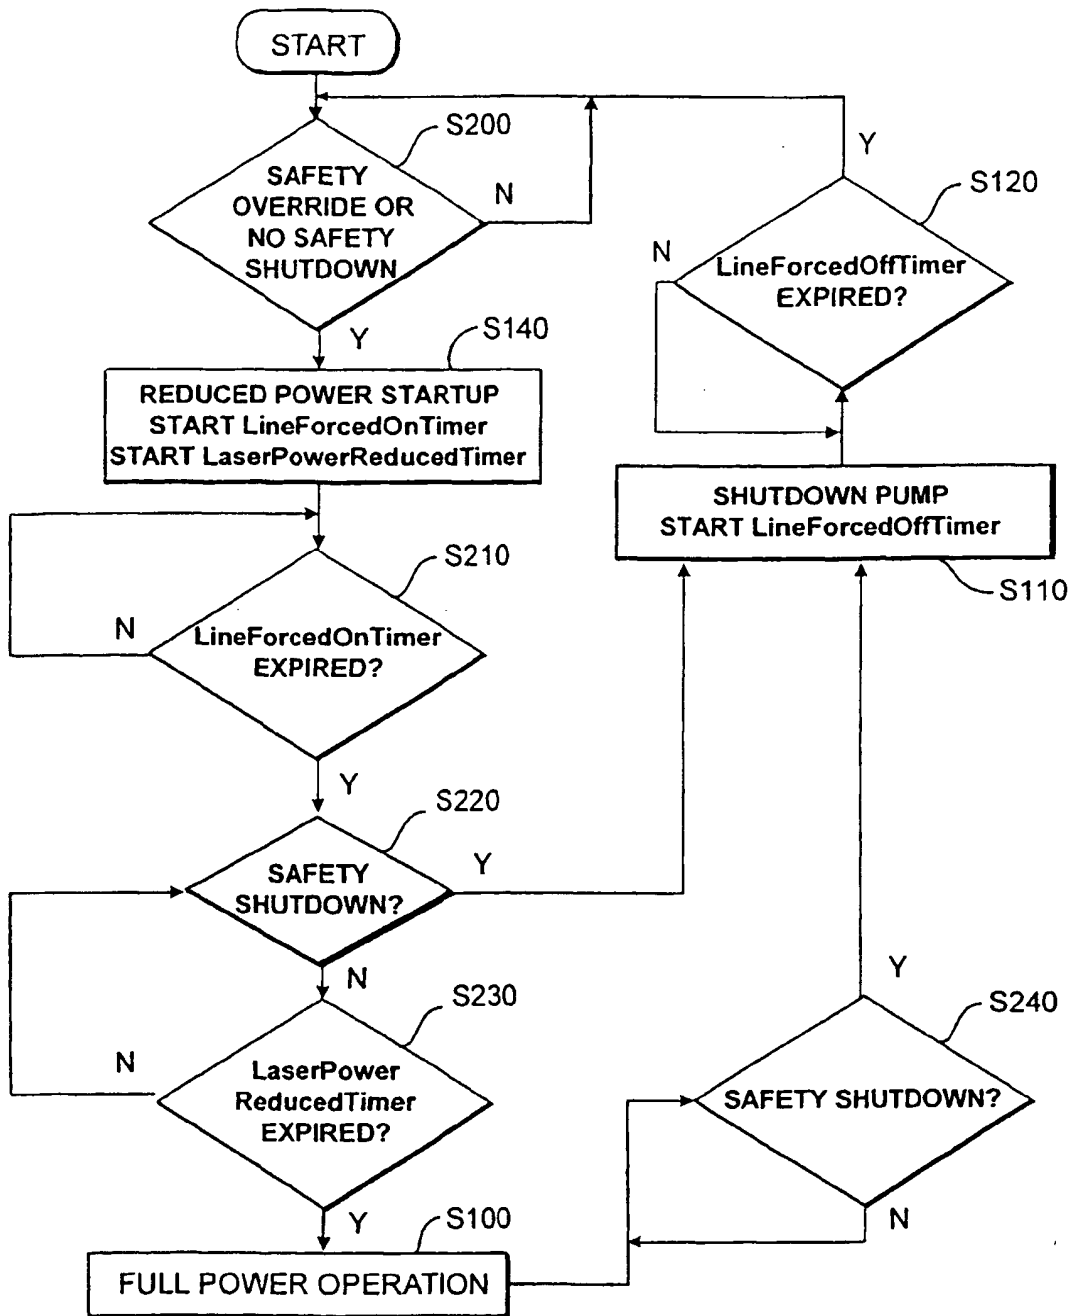 START
S200
SAFETY
OVERRIDE OR
NO SAFETY
SHUTDOWN
N
Y
S140
REDUCED POWER STARTUP
START LineForcedOnTimer
START LaserPowerReducedTimer
S210
LineForcedOnTimer
EXPIRED?
N
Y
S220
SAFETY
SHUTDOWN?
Y
N
S230
LaserPower
ReducedTimer
EXPIRED?
N
Y
S100
FULL POWER OPERATION
Y
S120
LineForcedOffTimer
EXPIRED?
N
SHUTDOWN PUMP
START LineForcedOffTimer
S110
Y
S240
SAFETY SHUTDOWN?
N